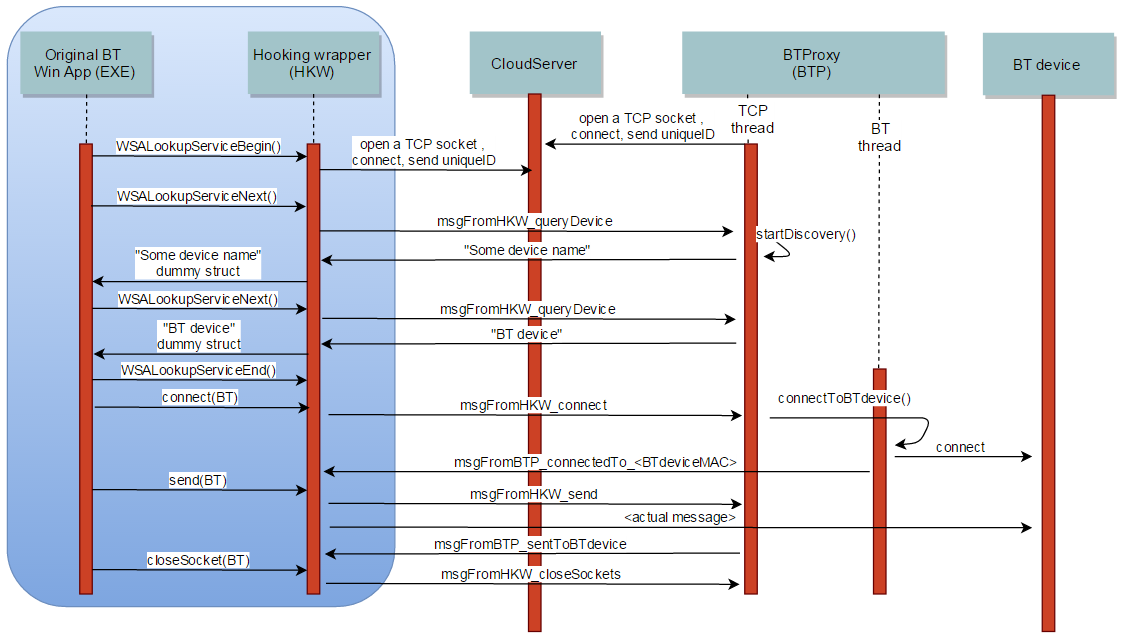 Original BT
Win App (EXE)
Hooking wrapper
(HKW)
CloudServer
BTProxy
(BTP)
BT device
TCP
thread
BT
thread
open a TCP socket ,
connect, send uniqueID
WSALookupServiceBegin()
open a TCP socket ,
connect, send uniqueID
WSALookupServiceNext()
msgFromHKW_queryDevice
startDiscovery()
"Some device name"
"Some device name"
dummy struct
WSALookupServiceNext()
msgFromHKW_queryDevice
"BT device"
"BT device"
dummy struct
WSALookupServiceEnd()
connect(BT)
msgFromHKW_connect
connectToBTdevice()
connect
msgFromBTP_connectedTo_<BTdeviceMAC>
send(BT)
msgFromHKW_send
<actual message>
msgFromBTP_sentToBTdevice
closeSocket(BT)
msgFromHKW_closeSockets